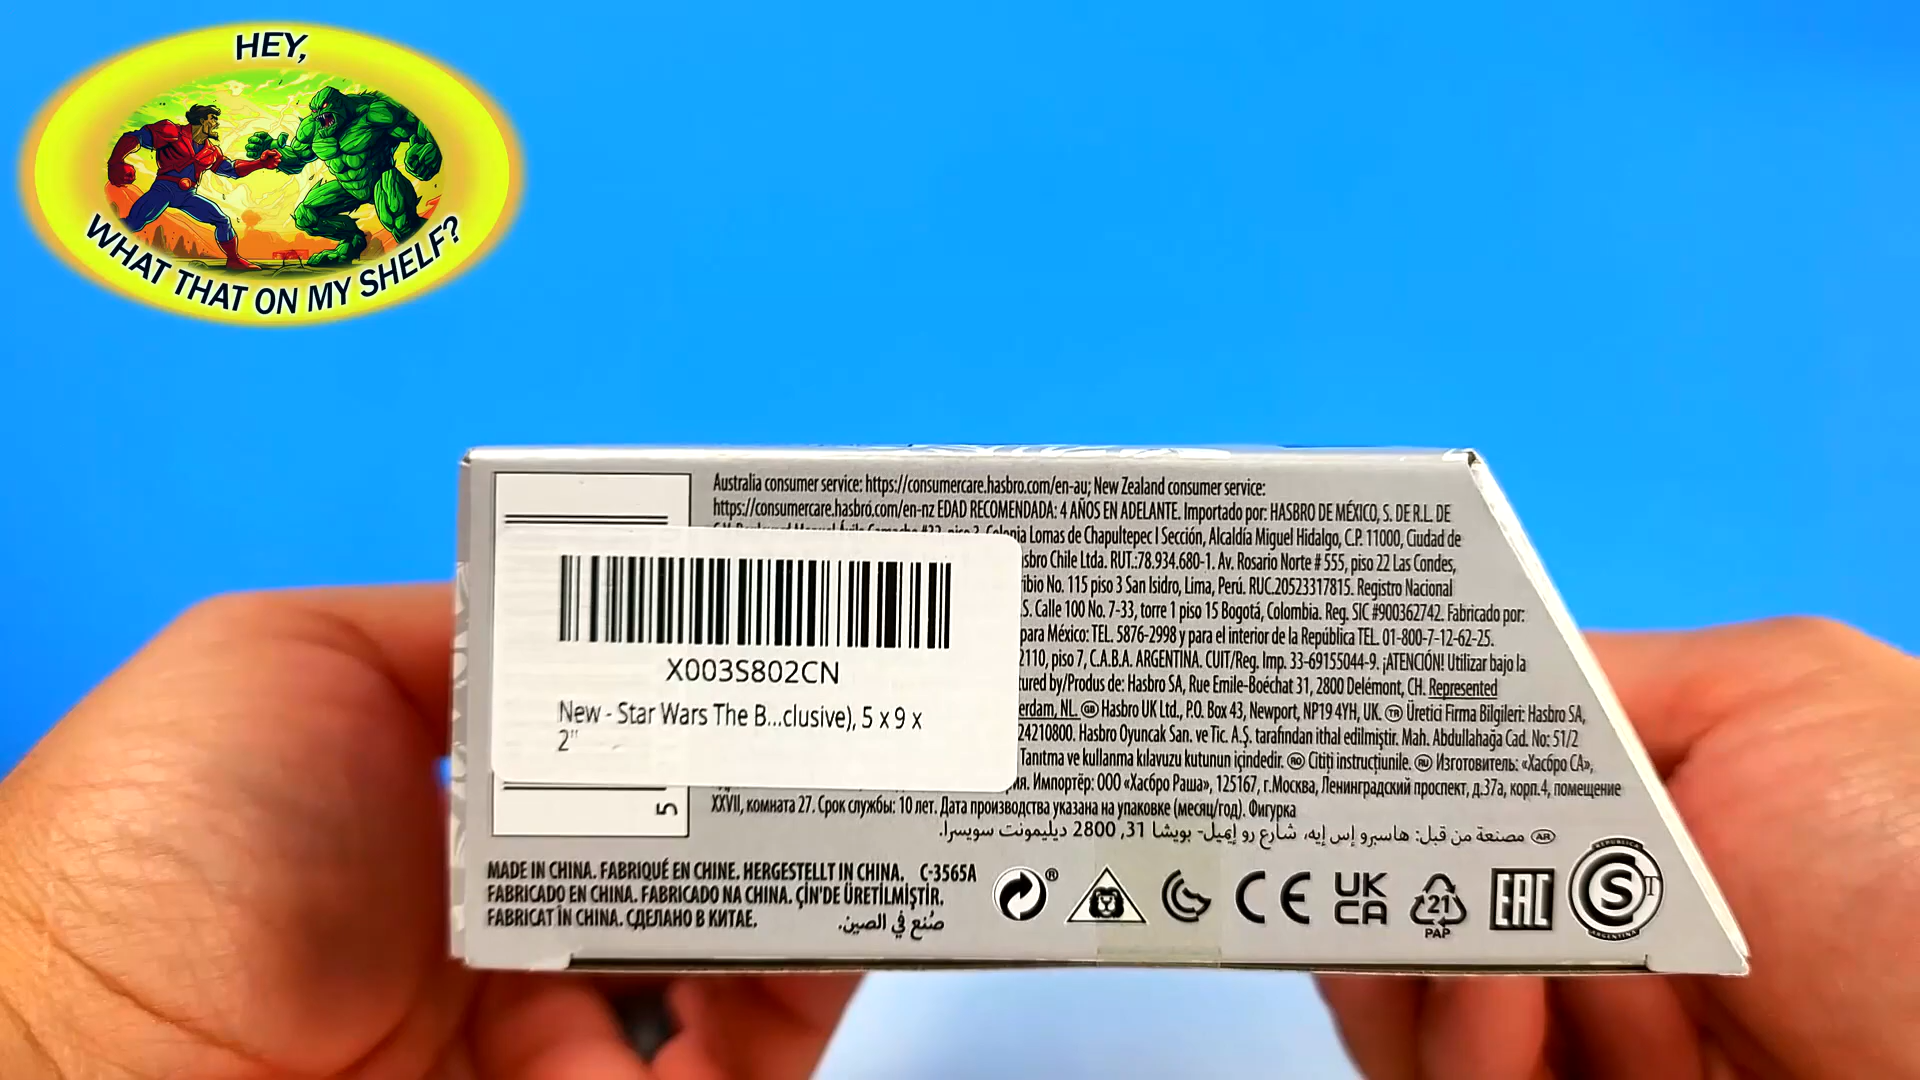 HEY,
WHAT THAT ON MY SHELF?
Australia consumer service: https://consumercare.hasbro.com/en-au; New Zealand consumer service:
https://consumercare.hasbro.com/en-nz EDAD RECOMENDADA: 4 AÑOS EN ADELANTE. Importado por: HASBRO DE MÉXICO, S. DE R.L. DE
Colonia Lomas de Chapultepec I Sección, Alcaldía Miguel Hidalgo, C.P. 11000, Ciudad de
sbro Chile Ltda. RUT.:78.934.680-1. Av. Rosario Norte # 555, piso 22 Las Condes,
ibio No. 115 piso 3 San Isidro, Lima, Perú. RUC.20523317815. Registro Nacional
S. Calle 100 No. 7-33, torre 1 piso 15 Bogotá, Colombia. Reg. SIC #900362742. Fabricado por:
para México: TEL. 5876-2998 y para el interior de la República TEL. 01-800-7-12-62-25.
2110, piso 7, C.A.B.A. ARGENTINA. CUIT/Reg. Imp. 33-69155044-9. ¡ATENCIÓN! Utilizar bajo la
tured by/Produs de: Hasbro SA, Rue Emile-Boéchat 31, 2800 Delémont, CH. Represented
erdam, NL. GB Hasbro UK Ltd., P.O. Box 43, Newport, NP19 4YH, UK. TR Üretici Firma Bilgileri: Hasbro SA,
24210800. Hasbro Oyuncak San. ve Tic. A.Ş. tarafından ithal edilmiştir. Mah. Abdullahağa Cad. No: 51/2
Tanıtma ve kullanma kılavuzu kutunun içindedir. RO Citiți instrucțiunile. RU Изготовитель: «Хасбро СА»,
ия. Импортёр: ООО «Хасбро Раша», 125167, г.Москва, Ленинградский проспект, д.37а, корп.4, помещение
XXVII, комната 27. Срок службы: 10 лет. Дата производства указана на упаковке (месяц/год). Фигурка
AR مصنعة من قبل: هاسبرو إس إيه، شارع رو إميل- بويشا 31, 2800 ديليمونت سويسرا.
X003S802CN
New - Star Wars The B...clusive), 5 x 9 x
2"
5
MADE IN CHINA. FABRIQUÉ EN CHINE. HERGESTELLT IN CHINA. C-3565A
FABRICADO EN CHINA. FABRICADO NA CHINA. ÇİN'DE ÜRETİLMİŞTİR.
FABRICAT ÎN CHINA. СДЕЛАНО В КИТАЕ. صُنع في الصين.
®
CE
UK
CA
21
PAP
EAC
REPUBLICA
S T
ARGENTINA